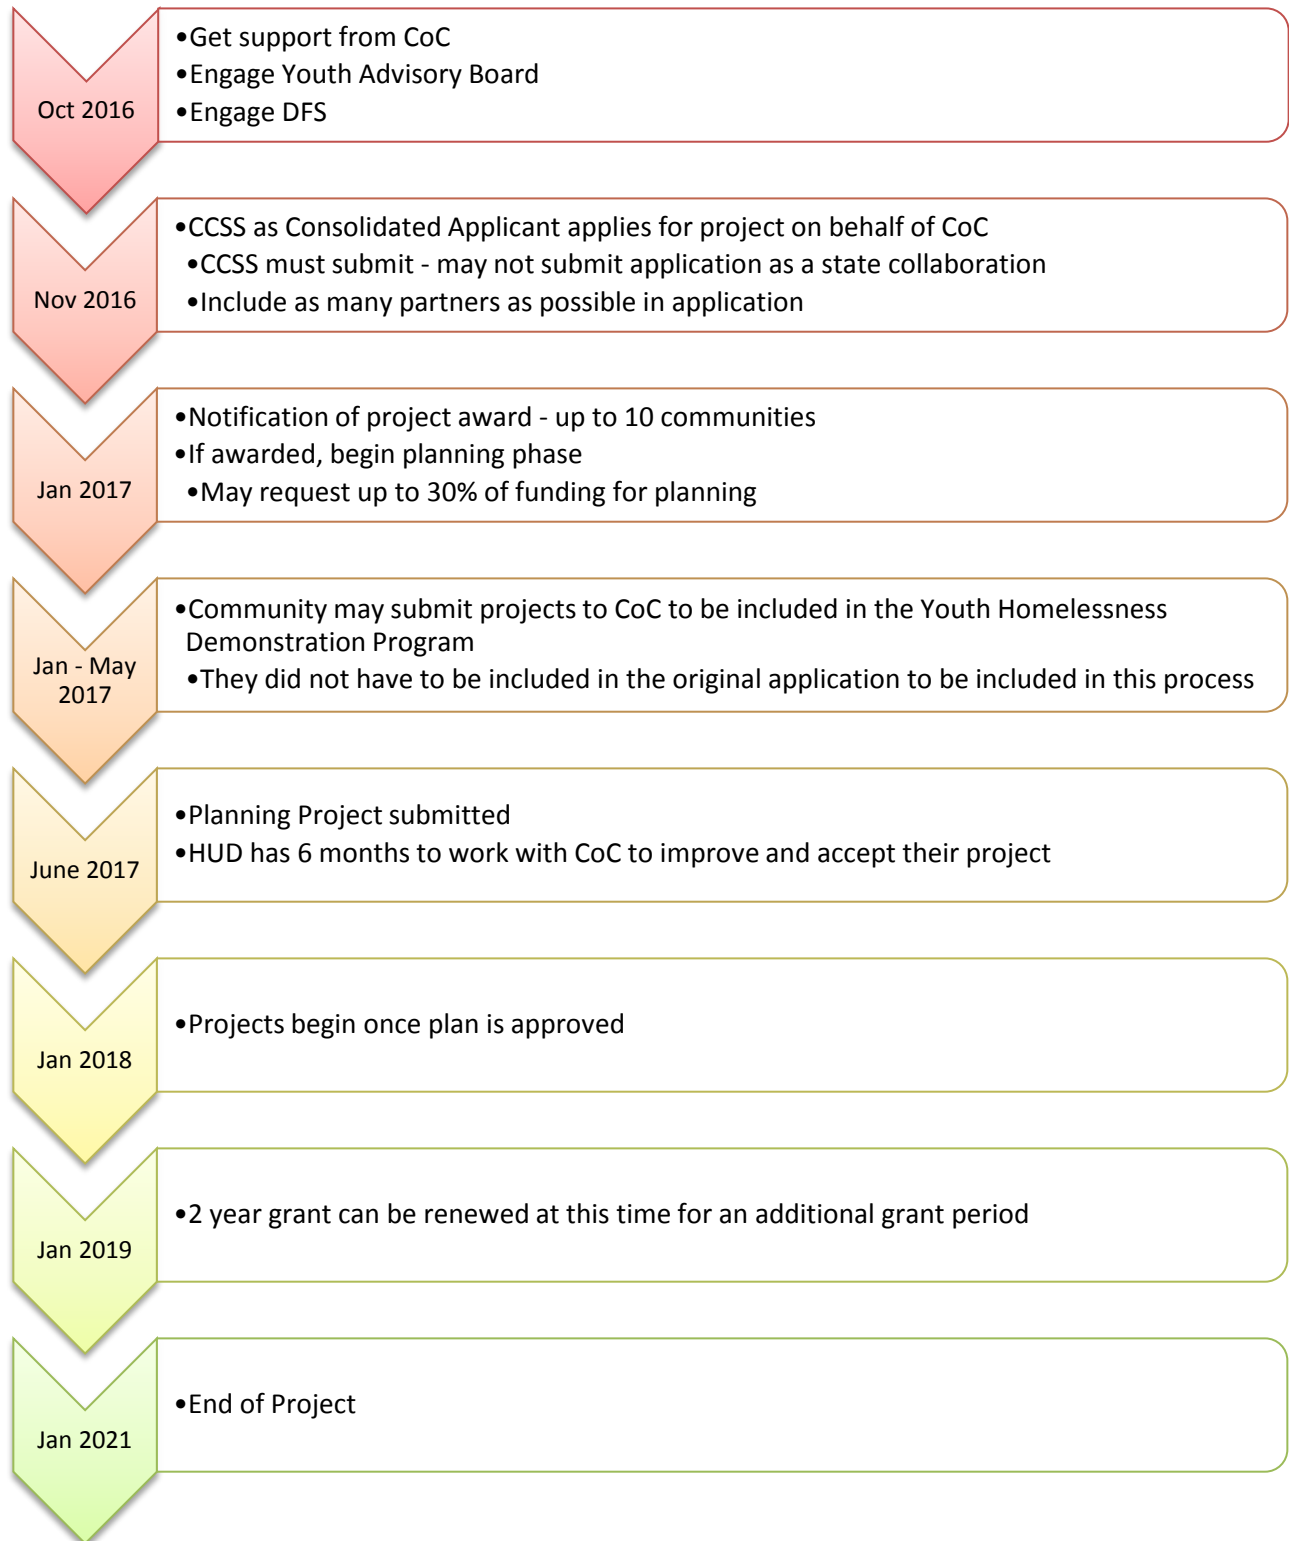 Oct 2016
•Get support from CoC
•Engage Youth Advisory Board
•Engage DFS
Nov 2016
•CCSS as Consolidated Applicant applies for project on behalf of CoC
•CCSS must submit - may not submit application as a state collaboration
•Include as many partners as possible in application
Jan 2017
•Notification of project award - up to 10 communities
•If awarded, begin planning phase
•May request up to 30% of funding for planning
Jan - May
2017
•Community may submit projects to CoC to be included in the Youth Homelessness
Demonstration Program
•They did not have to be included in the original application to be included in this process
June 2017
•Planning Project submitted
•HUD has 6 months to work with CoC to improve and accept their project
Jan 2018
•Projects begin once plan is approved
Jan 2019
•2 year grant can be renewed at this time for an additional grant period
Jan 2021
•End of Project